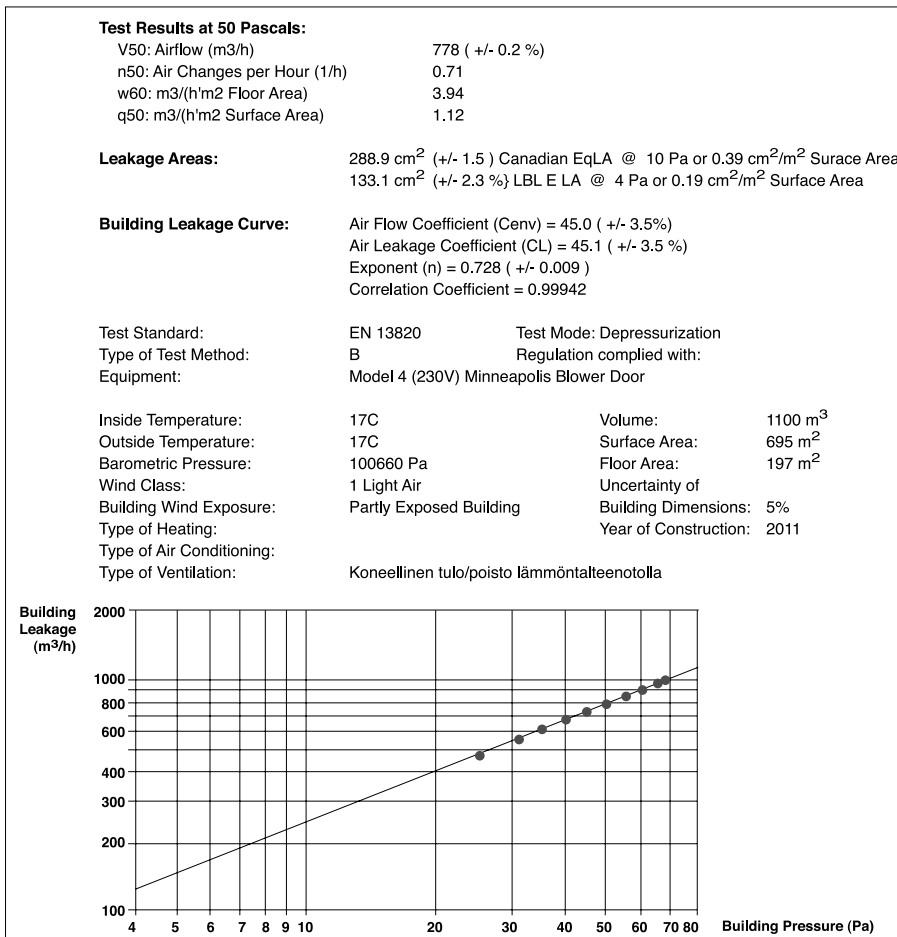 Test Results at 50 Pascals:
V50: Airflow (m3/h) 778 ( +/- 0.2 %)
n50: Air Changes per Hour (1/h) 0.71
w60: m3/(h'm2 Floor Area) 3.94
q50: m3/(h'm2 Surface Area) 1.12
Leakage Areas: 288.9 cm² (+/- 1.5 ) Canadian EqLA @ 10 Pa or 0.39 cm²/m² Surace Area
133.1 cm² (+/- 2.3 %} LBL E LA @ 4 Pa or 0.19 cm²/m² Surface Area
Building Leakage Curve: Air Flow Coefficient (Cenv) = 45.0 ( +/- 3.5%)
Air Leakage Coefficient (CL) = 45.1 ( +/- 3.5 %)
Exponent (n) = 0.728 ( +/- 0.009 )
Correlation Coefficient = 0.99942
Test Standard: EN 13820 Test Mode: Depressurization
Type of Test Method: B Regulation complied with:
Equipment: Model 4 (230V) Minneapolis Blower Door
Inside Temperature: 17C Volume: 1100 m³
Outside Temperature: 17C Surface Area: 695 m²
Barometric Pressure: 100660 Pa Floor Area: 197 m²
Wind Class: 1 Light Air Uncertainty of
Building Wind Exposure: Partly Exposed Building Building Dimensions: 5%
Type of Heating: Year of Construction: 2011
Type of Air Conditioning:
Type of Ventilation: Koneellinen tulo/poisto lämmöntalteenotolla
Building Leakage (m³/h)
2000
1000
800
600
400
300
200
100
4 5 6 7 8 9 10 20 30 40 50 60 70 80 Building Pressure (Pa)